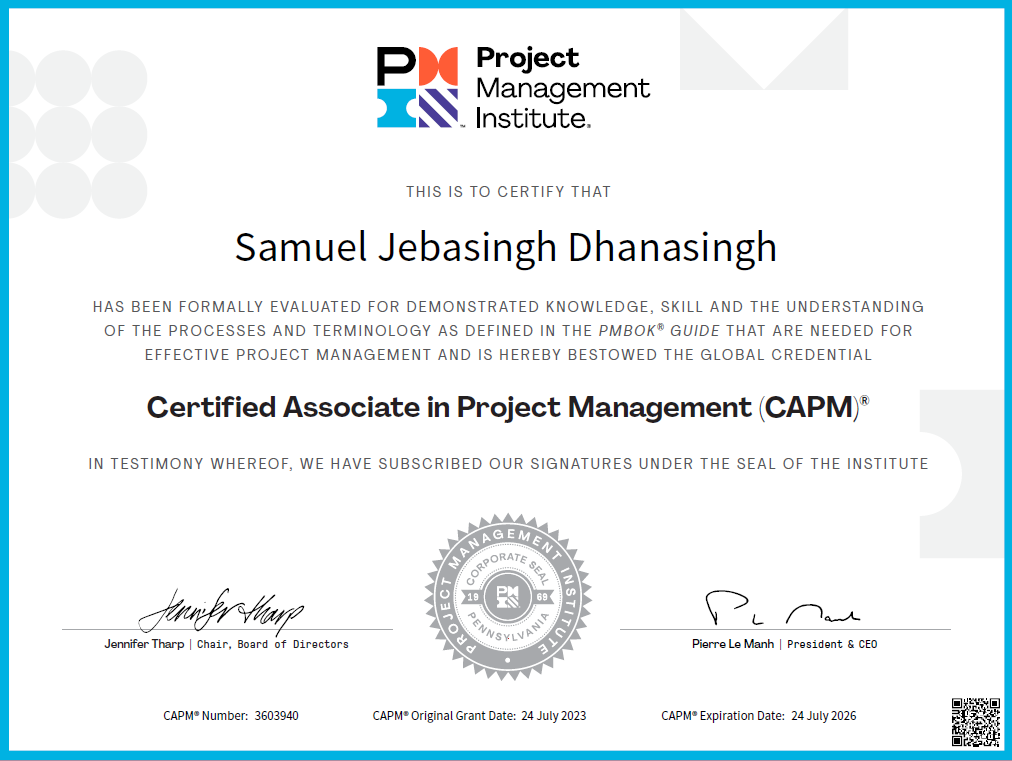 PM
Project
Management
Institute.
THIS IS TO CERTIFY THAT
Samuel Jebasingh Dhanasingh
HAS BEEN FORMALLY EVALUATED FOR DEMONSTRATED KNOWLEDGE, SKILL AND THE UNDERSTANDING
OF THE PROCESSES AND TERMINOLOGY AS DEFINED IN THE PMBOK® GUIDE THAT ARE NEEDED FOR
EFFECTIVE PROJECT MANAGEMENT AND IS HEREBY BESTOWED THE GLOBAL CREDENTIAL
Certified Associate in Project Management (CAPM)®
IN TESTIMONY WHEREOF, WE HAVE SUBSCRIBED OUR SIGNATURES UNDER THE SEAL OF THE INSTITUTE
PROJECT MANAGEMENT INSTITUTE
CORPORATE SEAL
1969
PENNSYLVANIA
Jennifer Tharp
Jennifer Tharp | Chair, Board of Directors
Pierre Le Manh | President & CEO
CAPM® Number: 3603940
CAPM® Original Grant Date: 24 July 2023
CAPM® Expiration Date: 24 July 2026